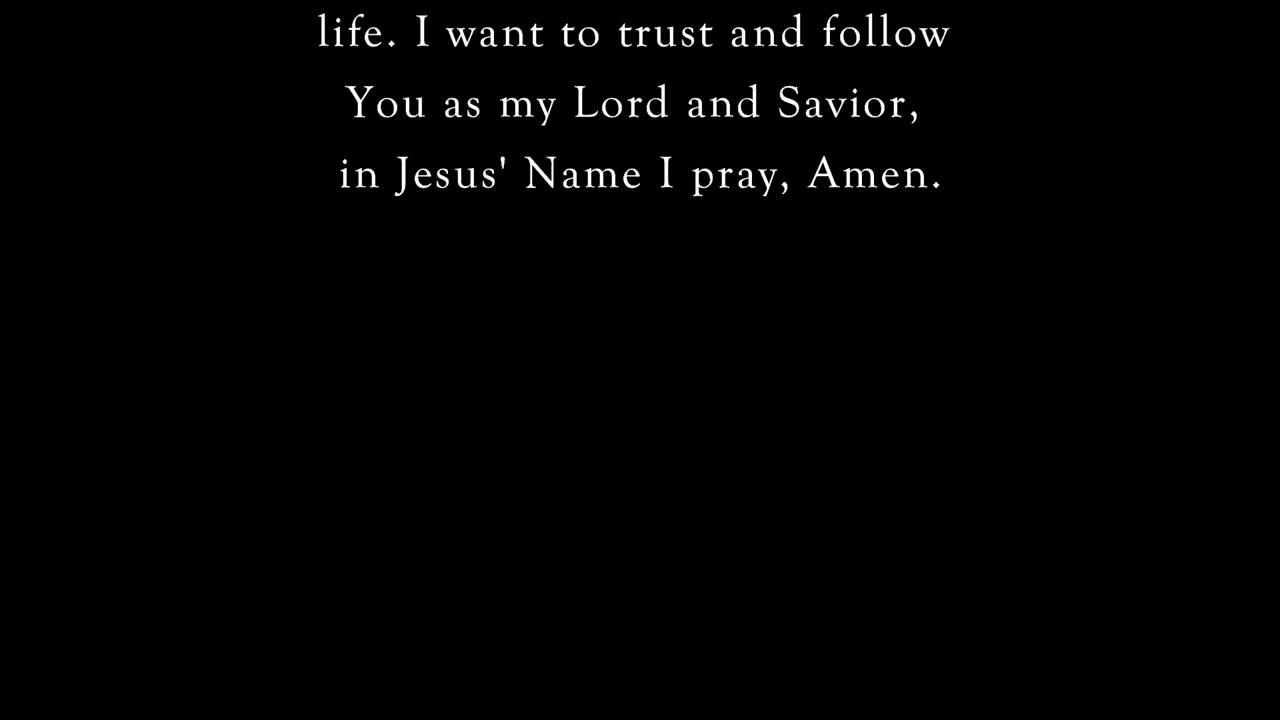 life. I want to trust and follow
You as my Lord and Savior,
in Jesus' Name I pray, Amen.